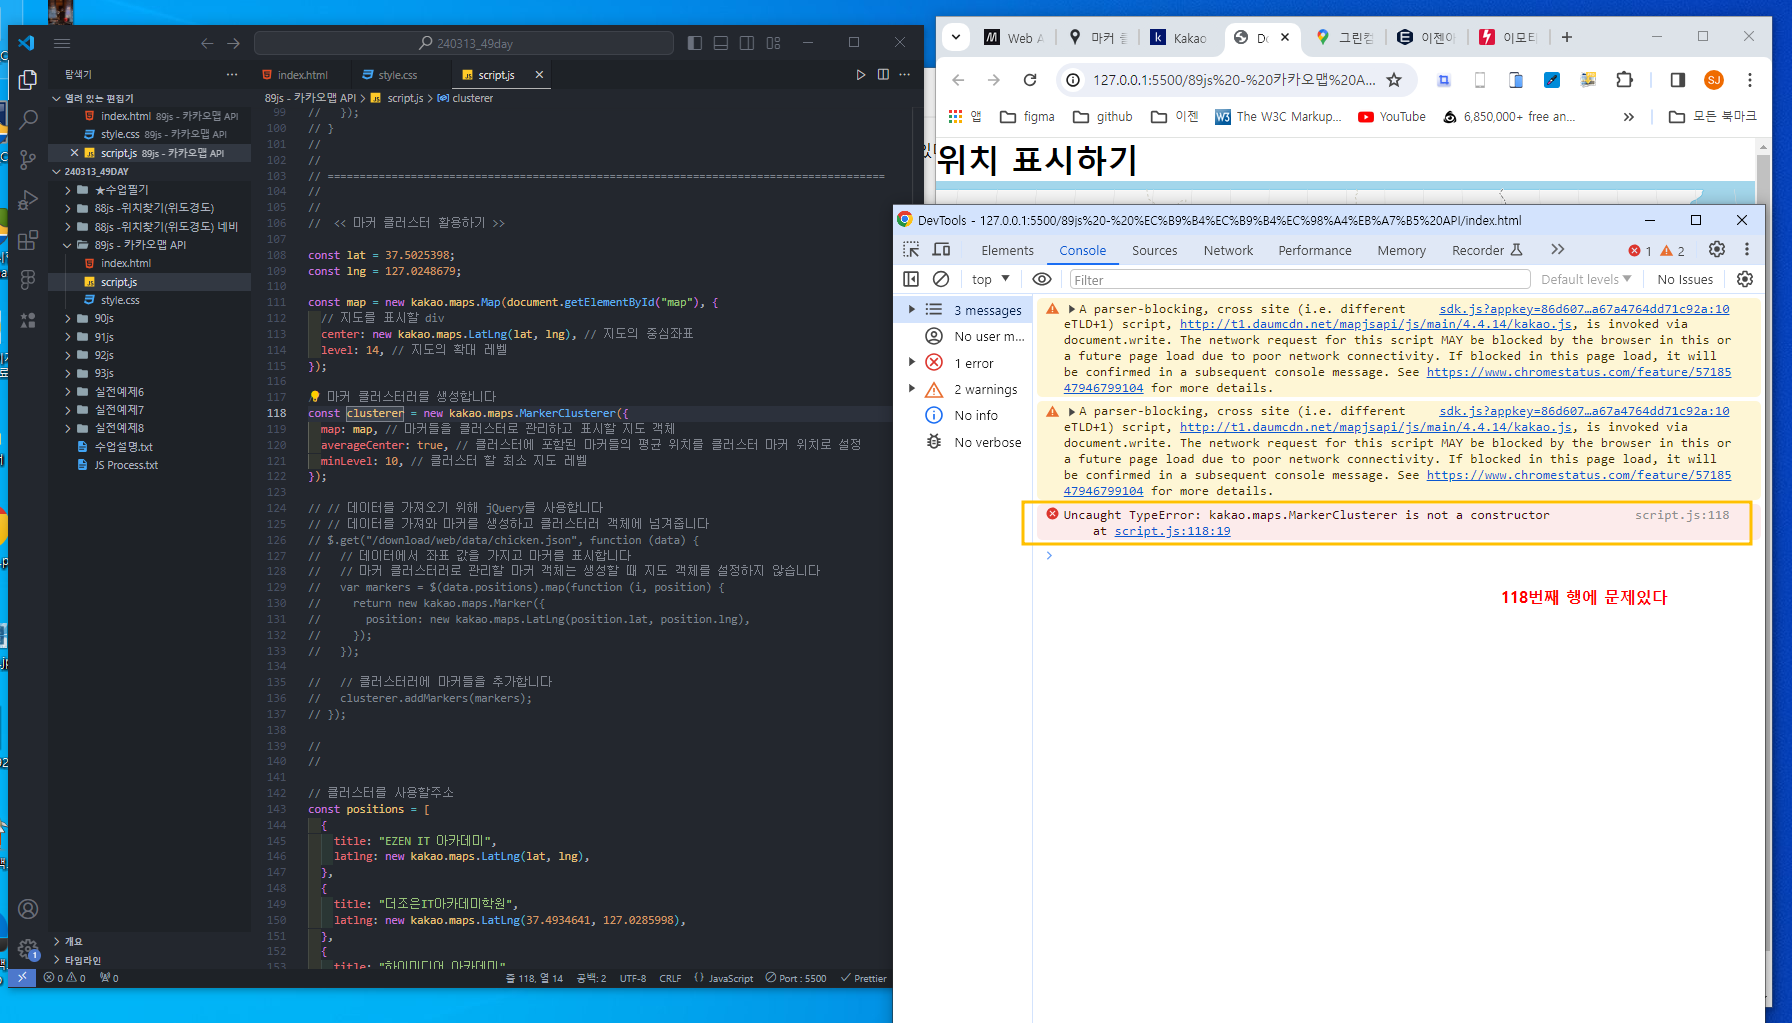 240313_49day
탐색기
index.html
style.css
script.js
열려 있는 편집기
index.html 89js - 카카오맵 API
style.css 89js - 카카오맵 API
script.js 89js - 카카오맵 API
240313_49DAY
★수업필기
88js -위치찾기(위도경도)
88js -위치찾기(위도경도) 네비
89js - 카카오맵 API
index.html
script.js
style.css
90js
91js
92js
93js
실전예제6
실전예제7
실전예제8
수업설명.txt
JS Process.txt
개요
타임라인
89js - 카카오맵 API > script.js > clusterer
99 // });
100 // }
101 //
102 //
103 // =======================================================================================
104 //
105 //
106 // << 마커 클러스터 활용하기 >>
107
108 const lat = 37.5025398;
109 const lng = 127.0248679;
110
111 const map = new kakao.maps.Map(document.getElementById("map"), {
112 // 지도를 표시할 div
113 center: new kakao.maps.LatLng(lat, lng), // 지도의 중심좌표
114 level: 14, // 지도의 확대 레벨
115 });
116
117 마커 클러스터러를 생성합니다
118 const clusterer = new kakao.maps.MarkerClusterer({
119 map: map, // 마커들을 클러스터로 관리하고 표시할 지도 객체
120 averageCenter: true, // 클러스터에 포함된 마커들의 평균 위치를 클러스터 마커 위치로 설정
121 minLevel: 10, // 클러스터 할 최소 지도 레벨
122 });
123
124 // // 데이터를 가져오기 위해 jQuery를 사용합니다
125 // // 데이터를 가져와 마커를 생성하고 클러스터러 객체에 넘겨줍니다
126 // $.get("/download/web/data/chicken.json", function (data) {
127 // // 데이터에서 좌표 값을 가지고 마커를 표시합니다
128 // // 마커 클러스터러로 관리할 마커 객체는 생성할 때 지도 객체를 설정하지 않습니다
129 // var markers = $(data.positions).map(function (i, position) {
130 // return new kakao.maps.Marker({
131 // position: new kakao.maps.LatLng(position.lat, position.lng),
132 // });
133 // });
134
135 // // 클러스터러에 마커들을 추가합니다
136 // clusterer.addMarkers(markers);
137 // });
138
139 //
140 //
141
142 // 클러스터를 사용할주소
143 const positions = [
144 {
145 title: "EZEN IT 아카데미",
146 latlng: new kakao.maps.LatLng(lat, lng),
147 },
148 {
149 title: "더조은IT아카데미학원",
150 latlng: new kakao.maps.LatLng(37.4934641, 127.0285998),
151 },
152 {
153 title: "하이미디어 아카데미"
0 0 0
줄 118, 열 14 공백: 2 UTF-8 CRLF {} JavaScript Port : 5500 Prettier
Web A
마커 클
Kakao
Do
그린컴
이젠아
이모티
127.0.0.1:5500/89js%20-%20카카오맵%20A...
SJ
앱 figma github 이젠 The W3C Markup... YouTube 6,850,000+ free an... 모든 북마크
위치 표시하기
DevTools - 127.0.0.1:5500/89js%20-%20%EC%B9%B4%EC%B9%B4%EC%98%A4%EB%A7%B5%20API/index.html
Elements Console Sources Network Performance Memory Recorder 1 2
top Filter Default levels No Issues
3 messages
No user m...
1 error
2 warnings
No info
No verbose
A parser-blocking, cross site (i.e. different sdk.js?appkey=86d607…a67a4764dd71c92a:10
eTLD+1) script, http://t1.daumcdn.net/mapjsapi/js/main/4.4.14/kakao.js, is invoked via
document.write. The network request for this script MAY be blocked by the browser in this or
a future page load due to poor network connectivity. If blocked in this page load, it will
be confirmed in a subsequent console message. See https://www.chromestatus.com/feature/57185
47946799104 for more details.
A parser-blocking, cross site (i.e. different sdk.js?appkey=86d607…a67a4764dd71c92a:10
eTLD+1) script, http://t1.daumcdn.net/mapjsapi/js/main/4.4.14/kakao.js, is invoked via
document.write. The network request for this script MAY be blocked by the browser in this or
a future page load due to poor network connectivity. If blocked in this page load, it will
be confirmed in a subsequent console message. See https://www.chromestatus.com/feature/57185
47946799104 for more details.
Uncaught TypeError: kakao.maps.MarkerClusterer is not a constructor script.js:118
at script.js:118:19
118번째 행에 문제있다